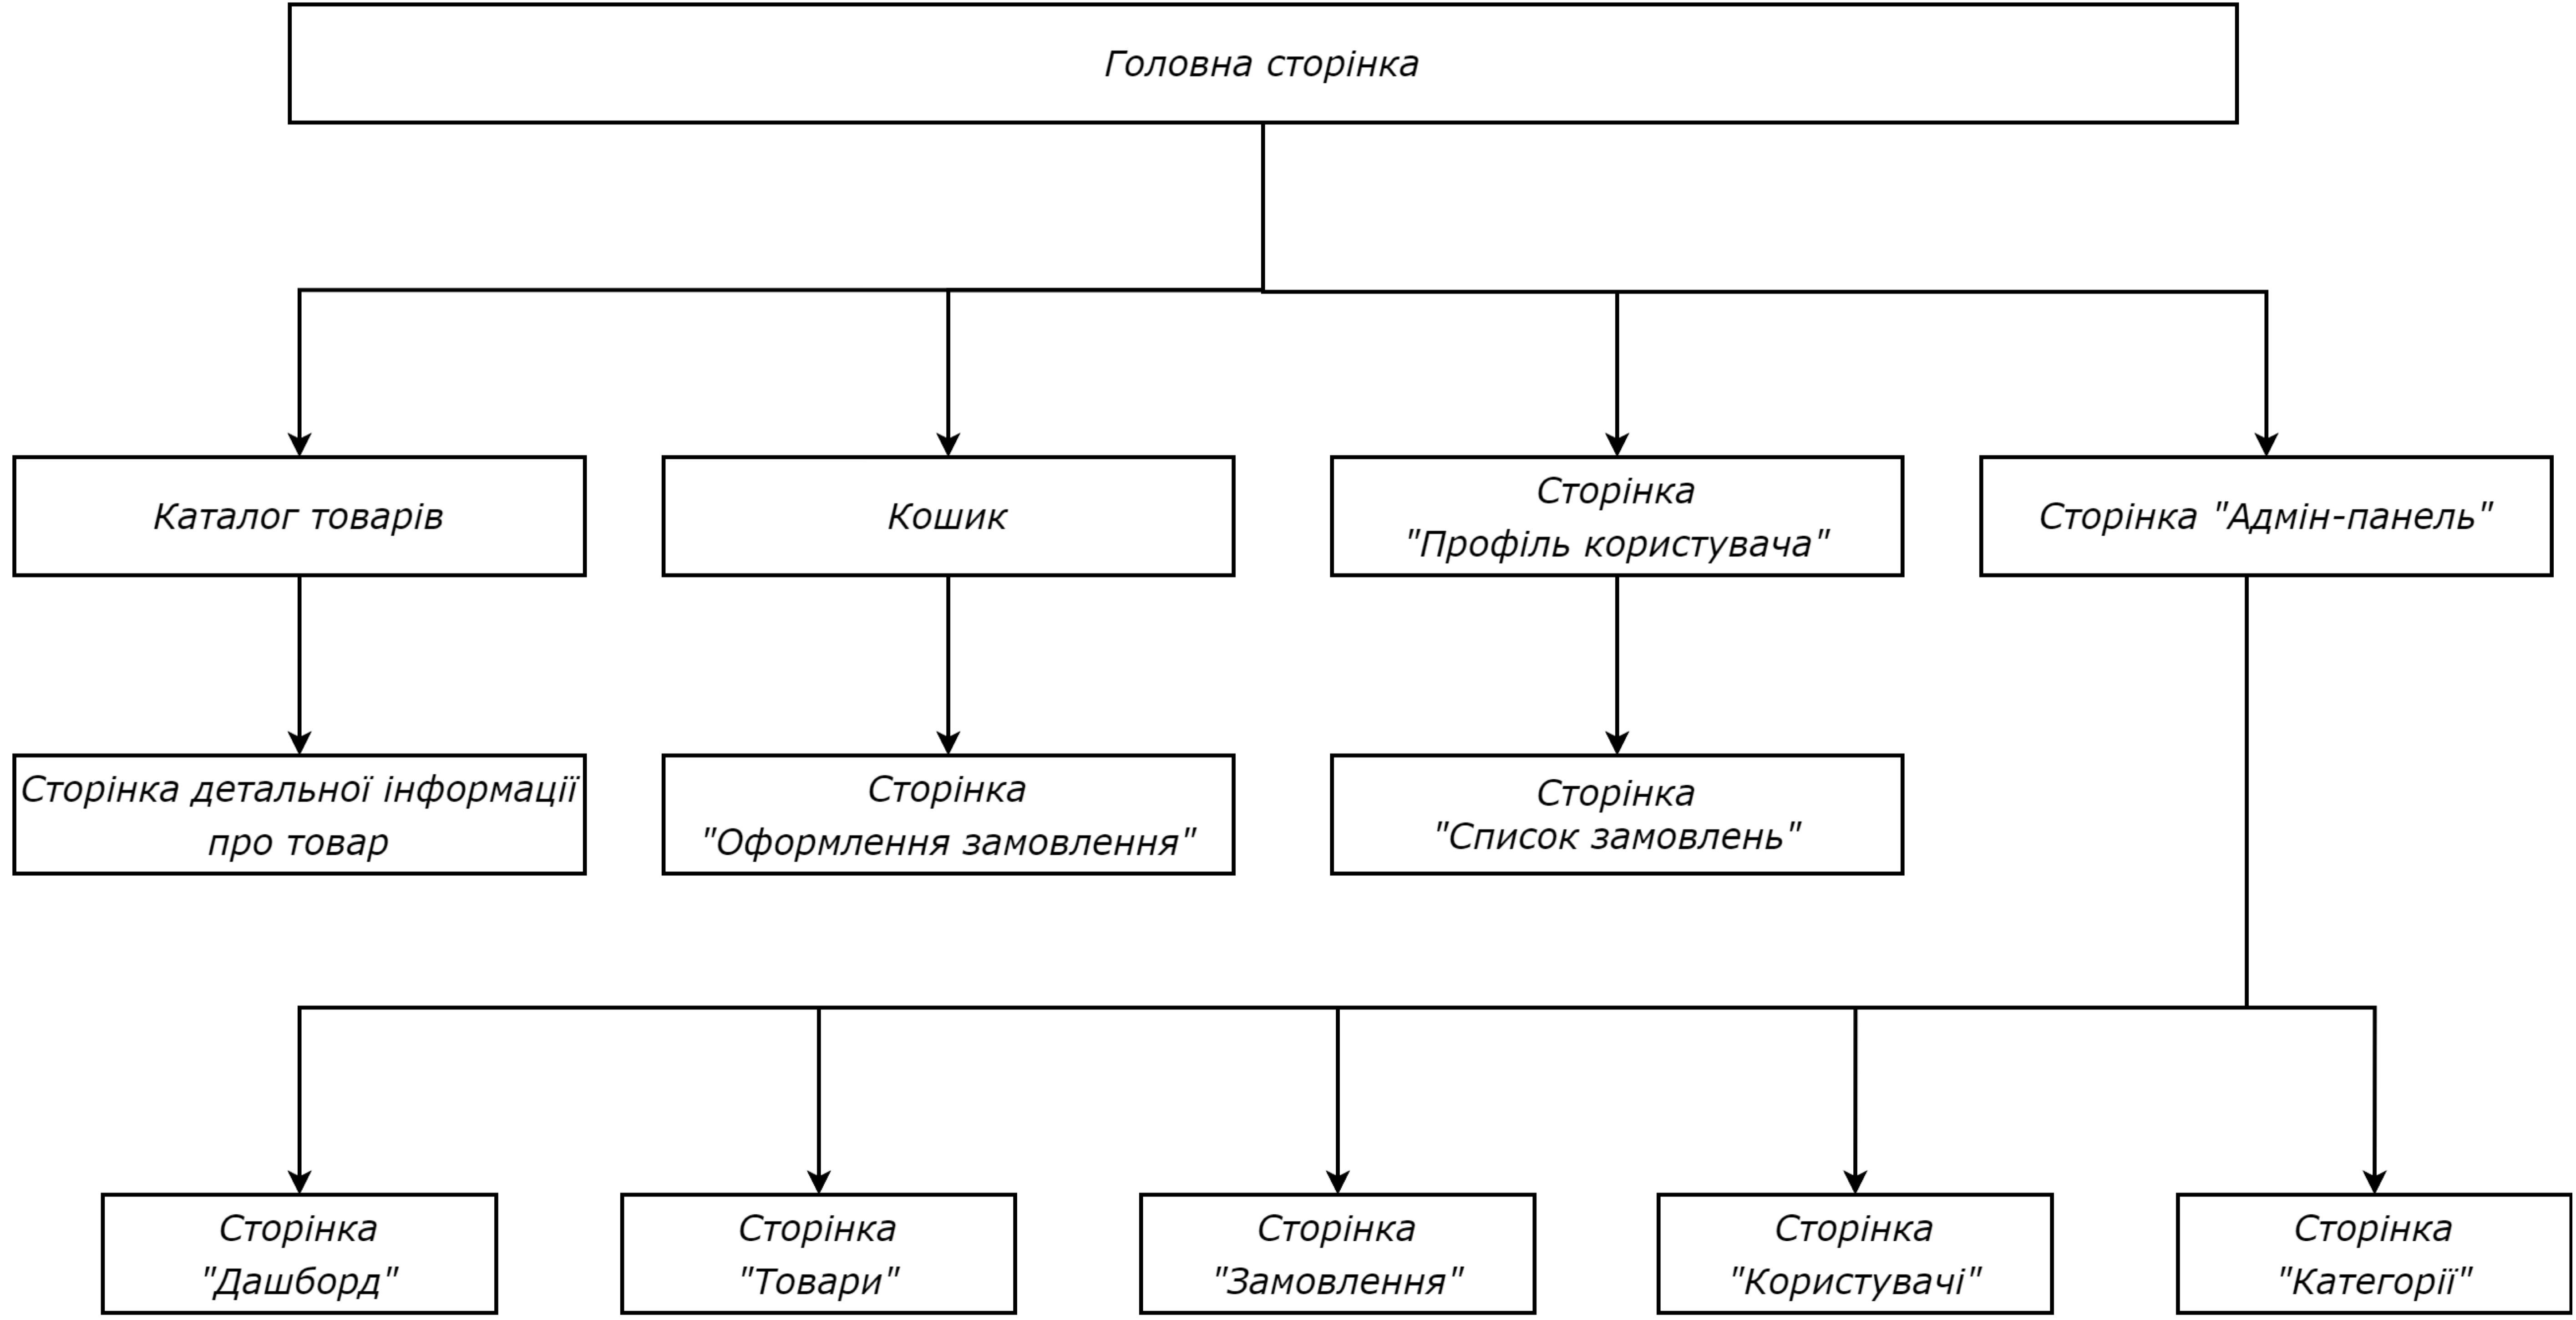 Головна сторінка
Каталог товарів
Кошик
Сторінка
"Профіль користувача"
Сторінка "Адмін-панель"
Сторінка детальної інформації
про товар
Сторінка
"Оформлення замовлення"
Сторінка
"Список замовлень"
Сторінка
"Дашборд"
Сторінка
"Товари"
Сторінка
"Замовлення"
Сторінка
"Користувачі"
Сторінка
"Категорії"